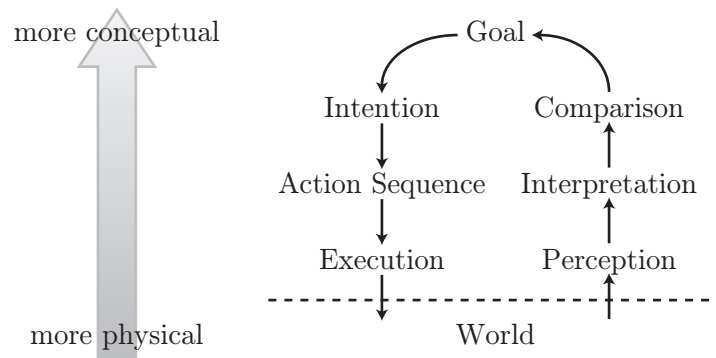 more conceptual
Goal
Intention
Comparison
Action Sequence
Interpretation
Execution
Perception
more physical
World